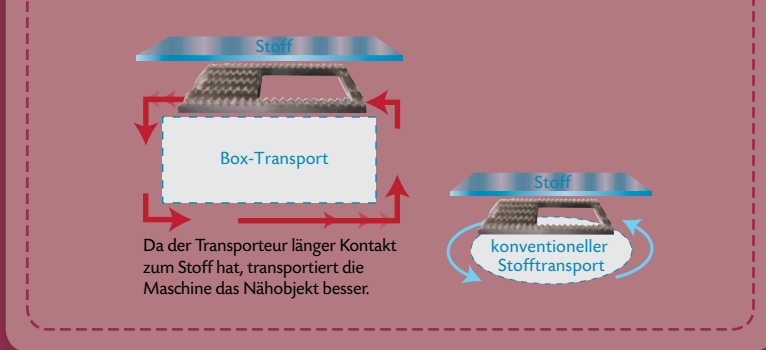 Stoff
Box-Transport
Da der Transporteur länger Kontakt
zum Stoff hat, transportiert die
Maschine das Nähobjekt besser.
Stoff
konventioneller
Stofftransport